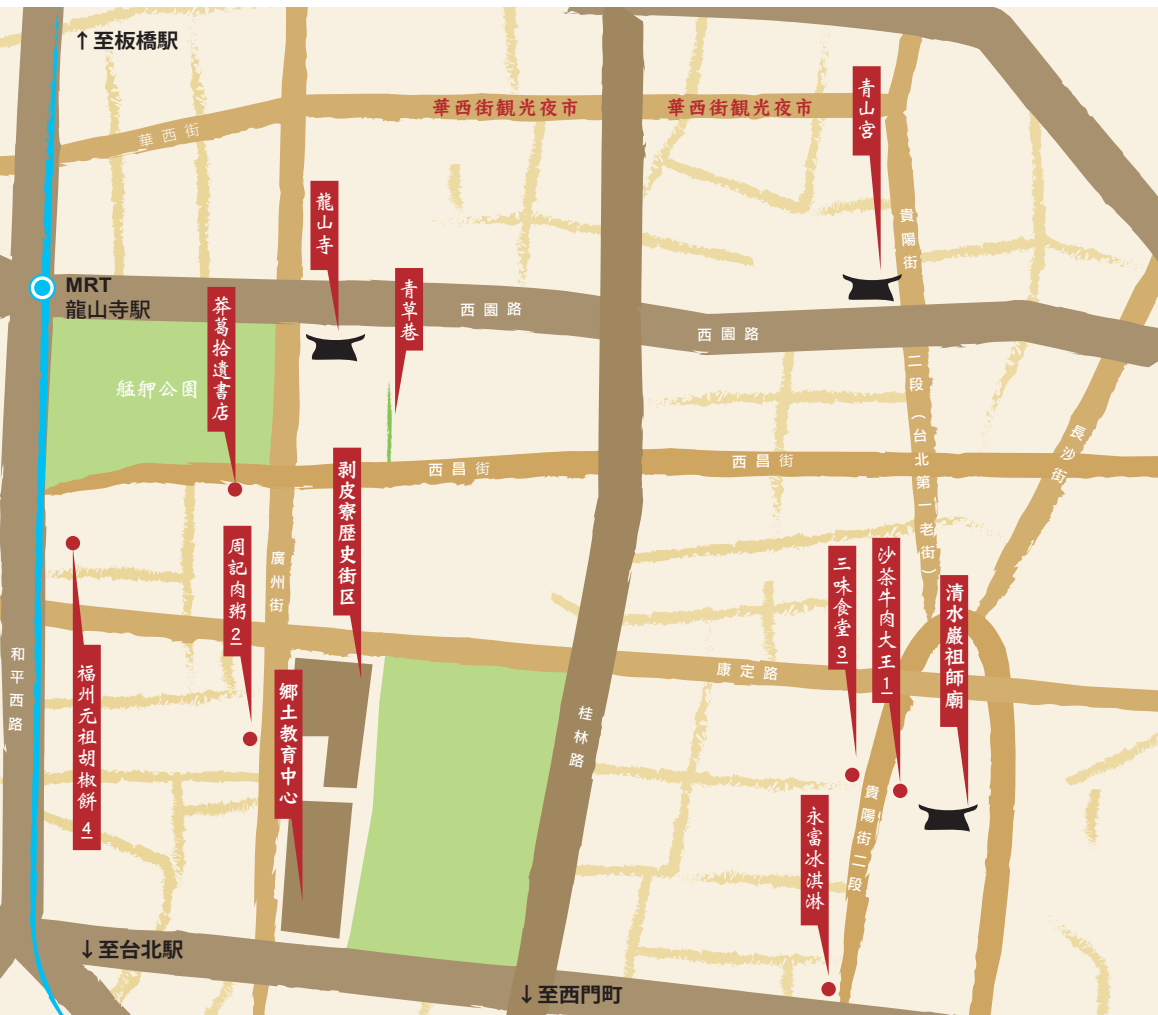 ↑至板橋駅
華西街
華西街観光夜市
華西街観光夜市
青山宮
龍山寺
貴陽街
MRT
龍山寺駅
莽葛拾遺書店
青草巷
西園路
西園路
艋舺公園
二段（台北第一老街）
長沙街
西昌街
西昌街
剥皮寮歴史街区
周記肉粥 2
廣州街
三味食堂 3
沙茶牛肉大王 1
清水巌祖師廟
和平西路
福州元祖胡椒餅 4
郷土教育中心
康定路
桂林路
貴陽街二段
永富冰淇淋
↓至台北駅
↓至西門町